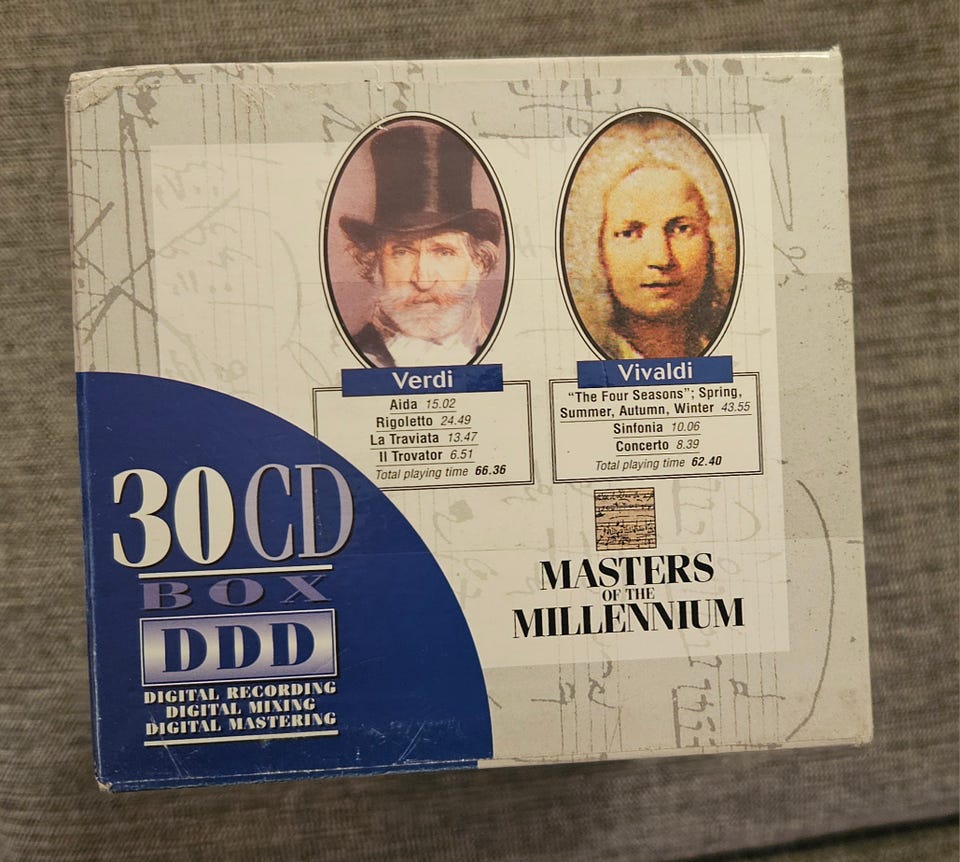 Verdi
Aida 15.02
Rigoletto 24.49
La Traviata 13.47
Il Trovator 6.51
Total playing time 66.36
Vivaldi
"The Four Seasons"; Spring,
Summer, Autumn, Winter 43.55
Sinfonia 10.06
Concerto 8.39
Total playing time 62.40
30 CD
BOX
DDD
DIGITAL RECORDING
DIGITAL MIXING
DIGITAL MASTERING
MASTERS
OF THE
MILLENNIUM